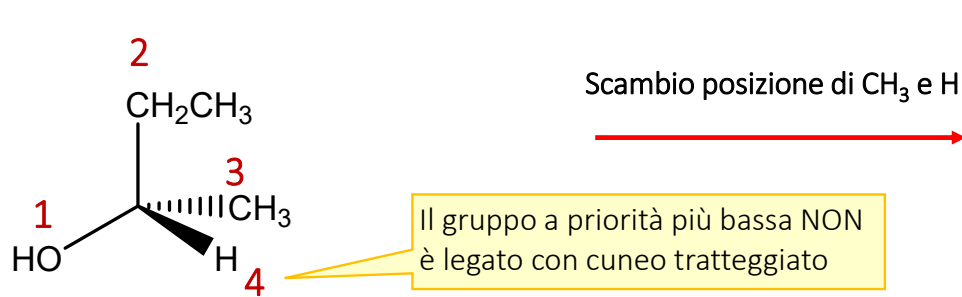 2
CH₂CH₃
Scambio posizione di CH₃ e H
3
1
CH₃
HO
H
4
Il gruppo a priorità più bassa NON
è legato con cuneo tratteggiato